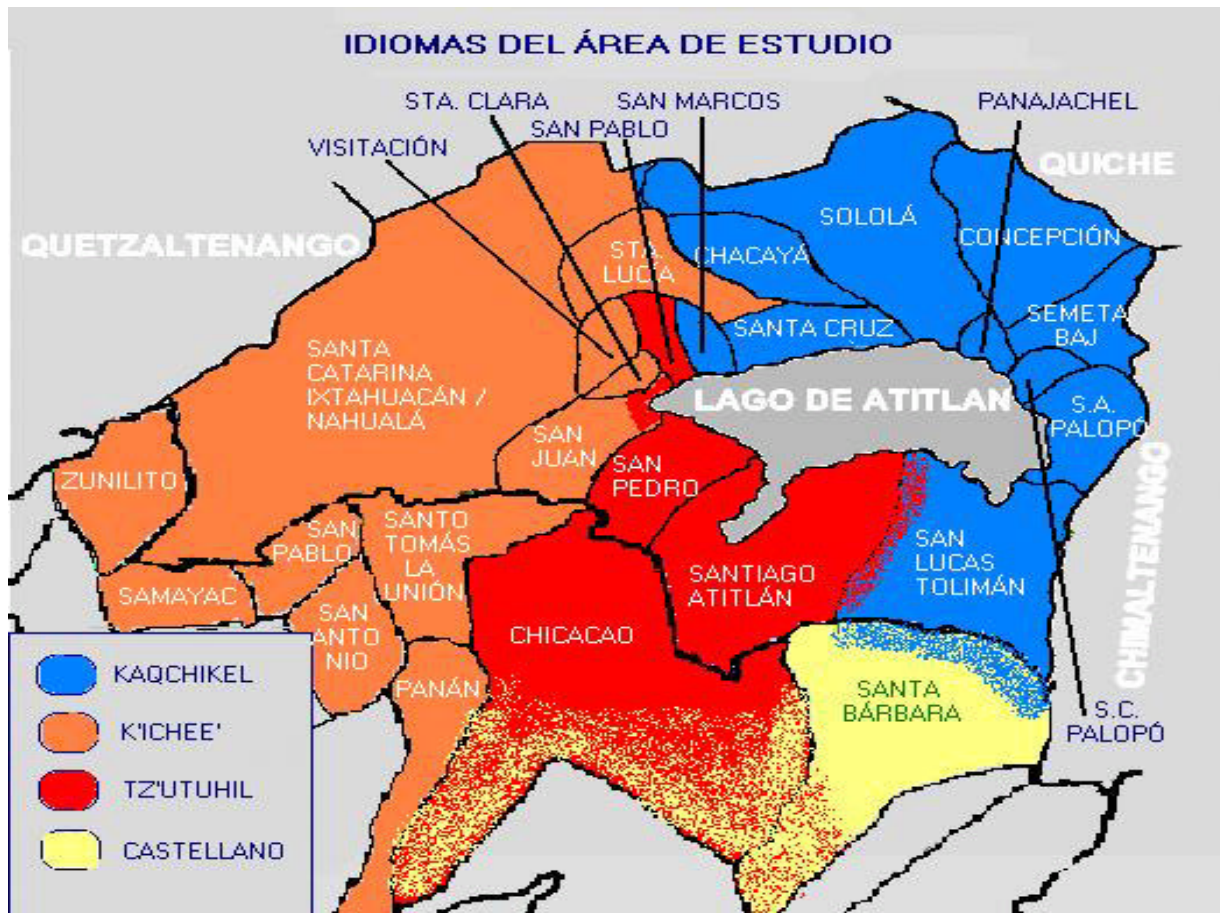 IDIOMAS DEL ÁREA DE ESTUDIO
STA. CLARA
SAN MARCOS
PANAJACHEL
SAN PABLO
VISITACIÓN
QUICHE
SOLOLÁ
QUETZALTENANGO
CONCEPCIÓN
STA.
LUCÍA
CHACAYÁ
SEMETA
BAJ
SANTA CRUZ
SANTA
CATARINA
IXTAHUACÁN /
NAHUALÁ
LAGO DE ATITLAN
S.A.
PALOPÓ
SAN
JUAN
SAN
PEDRO
ZUNILITO
SAN
PABLO
SANTO
TOMÁS
LA
UNIÓN
SAN
LUCAS
TOLIMÁN
CHIMALTENANGO
SANTIAGO
ATITLÁN
SAMAYAC
CHICACAO
SAN
ANTO
NIO
PANÁN
SANTA
BÁRBARA
S.C.
PALOPÓ
KAQCHIKEL
K'ICHEE'
TZ'UTUHIL
CASTELLANO